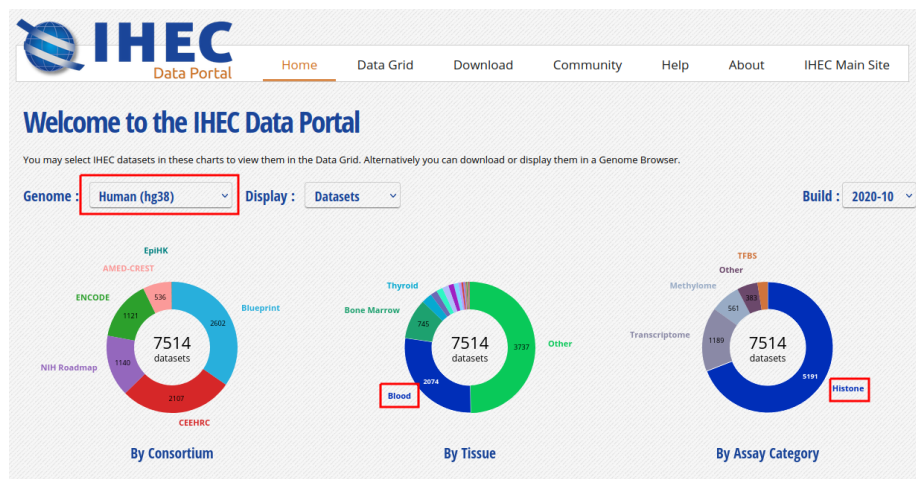 IHEC
Data Portal
Home Data Grid Download Community Help About IHEC Main Site
Welcome to the IHEC Data Portal
You may select IHEC datasets in these charts to view them in the Data Grid. Alternatively you can download or display them in a Genome Browser.
Genome : Human (hg38) Display : Datasets Build : 2020-10
EpiHK
AMED-CREST
ENCODE
536
1121
Blueprint
2602
7514
datasets
NIH Roadmap
1140
2107
CEEHRC
By Consortium
Thyroid
Bone Marrow
745
7514
datasets
3737
Other
2074
Blood
By Tissue
TFBS
Other
Methylome
383
561
Transcriptome
1189
7514
datasets
5191
Histone
By Assay Category